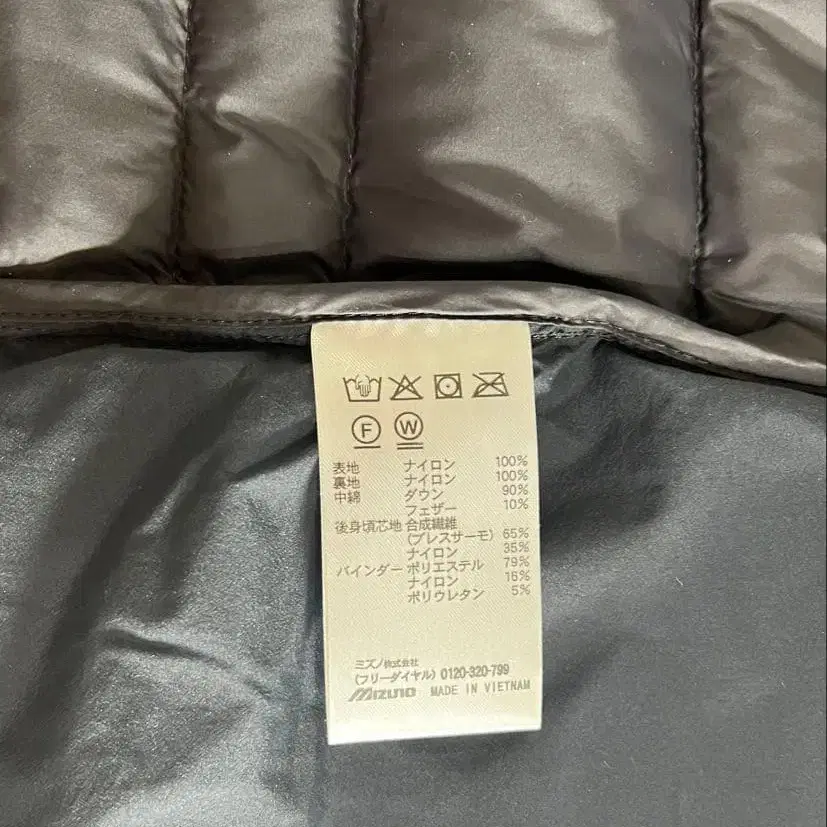 F W
表地 ナイロン 100%
裏地 ナイロン 100%
中綿 ダウン 90%
フェザー 10%
後身頃芯地 合成繊維
(ブレスサーモ) 65%
ナイロン 35%
バインダー ポリエステル 79%
ナイロン 16%
ポリウレタン 5%
ミズノ株式会社
(フリーダイヤル) 0120-320-799
MIZUNO MADE IN VIETNAM